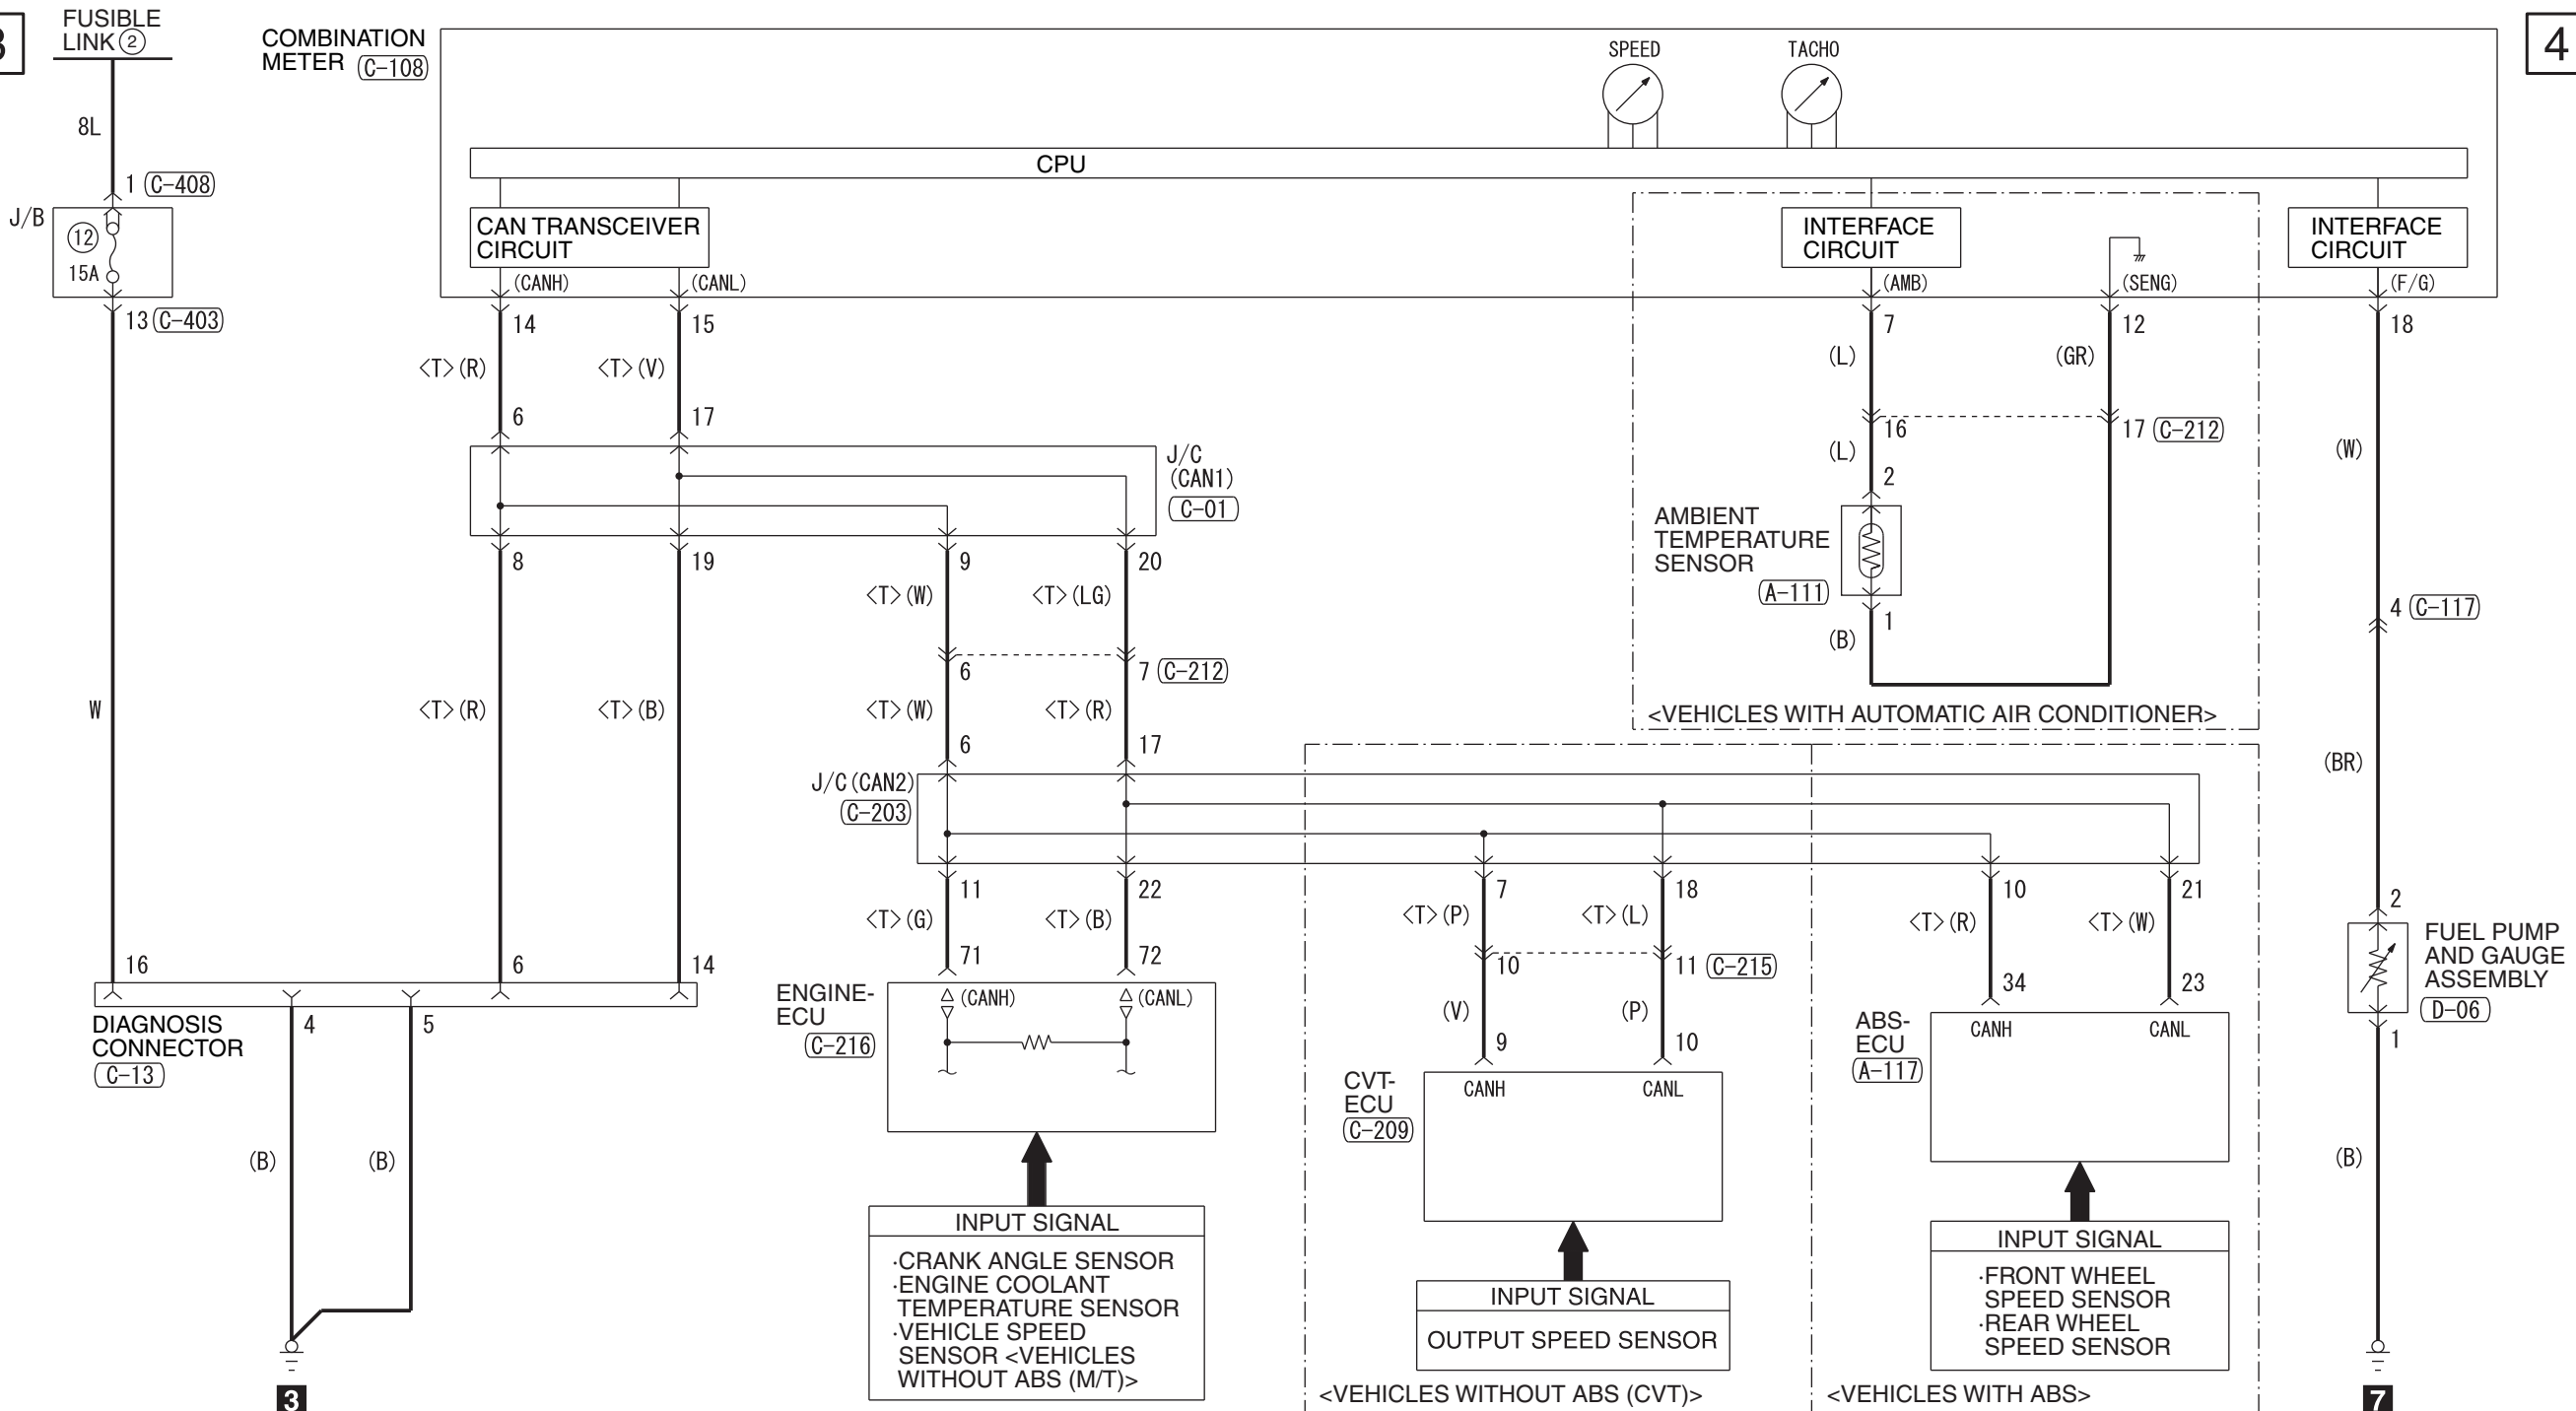 3
FUSIBLE
LINK ②
8L
1 C-408
J/B
⑫
15A
13 C-403
W
16
DIAGNOSIS
CONNECTOR
C-13
4
5
(B)
(B)
3
COMBINATION
METER C-108
SPEED
TACHO
4
CPU
CAN TRANSCEIVER
CIRCUIT
(CANH)
(CANL)
14
15
<T>(R)
<T>(V)
6
17
J/C
(CAN1)
C-01
8
19
9
20
<T>(R)
<T>(B)
6
14
<T>(W)
<T>(LG)
6
7 C-212
<T>(W)
<T>(R)
6
17
J/C(CAN2)
C-203
11
22
7
18
10
21
<T>(G)
<T>(B)
71
72
ENGINE-
ECU
C-216
(CANH)
(CANL)
INPUT SIGNAL
·CRANK ANGLE SENSOR
·ENGINE COOLANT
TEMPERATURE SENSOR
·VEHICLE SPEED
SENSOR <VEHICLES
WITHOUT ABS (M/T)>
<T>(P)
<T>(L)
10
11 C-215
(V)
(P)
9
10
CVT-
ECU
C-209
CANH
CANL
INPUT SIGNAL
OUTPUT SPEED SENSOR
<VEHICLES WITHOUT ABS (CVT)>
<T>(R)
<T>(W)
34
23
ABS-
ECU
A-117
CANH
CANL
INPUT SIGNAL
·FRONT WHEEL
SPEED SENSOR
·REAR WHEEL
SPEED SENSOR
<VEHICLES WITH ABS>
INTERFACE
CIRCUIT
(AMB)
(SENG)
7
12
(L)
(GR)
16
17 C-212
(L)
2
AMBIENT
TEMPERATURE
SENSOR
A-111
1
(B)
<VEHICLES WITH AUTOMATIC AIR CONDITIONER>
INTERFACE
CIRCUIT
(F/G)
18
(W)
4 C-117
(BR)
2
FUEL PUMP
AND GAUGE
ASSEMBLY
D-06
1
(B)
7